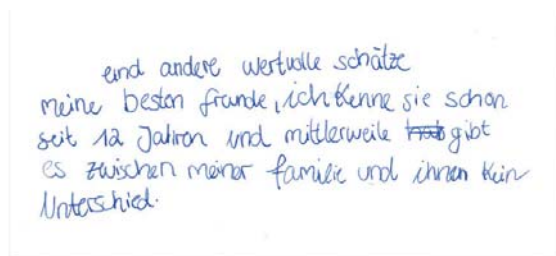 und andere wertvolle schätze
meine besten freunde, ich kenne sie schon
seit 12 Jahren und mittlerweile gibt
es zwischen meiner familie und ihnen kein
Unterschied.